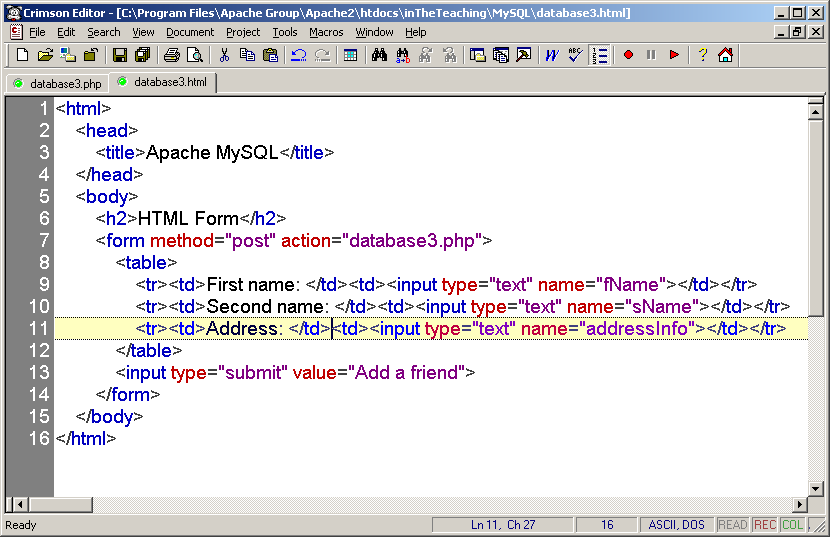 Crimson Editor - [C:\Program Files\Apache Group\Apache2\htdocs\inTheTeaching\MySQL\database3.html]
File Edit Search View Document Project Tools Macros Window Help
database3.php database3.html
1 <html>
2 <head>
3 <title>Apache MySQL</title>
4 </head>
5 <body>
6 <h2>HTML Form</h2>
7 <form method="post" action="database3.php">
8 <table>
9 <tr><td>First name: </td><td><input type="text" name="fName"></td></tr>
10 <tr><td>Second name: </td><td><input type="text" name="sName"></td></tr>
11 <tr><td>Address: </td><td><input type="text" name="addressInfo"></td></tr>
12 </table>
13 <input type="submit" value="Add a friend">
14 </form>
15 </body>
16 </html>
Ready Ln 11, Ch 27 16 ASCII, DOS READ REC COL